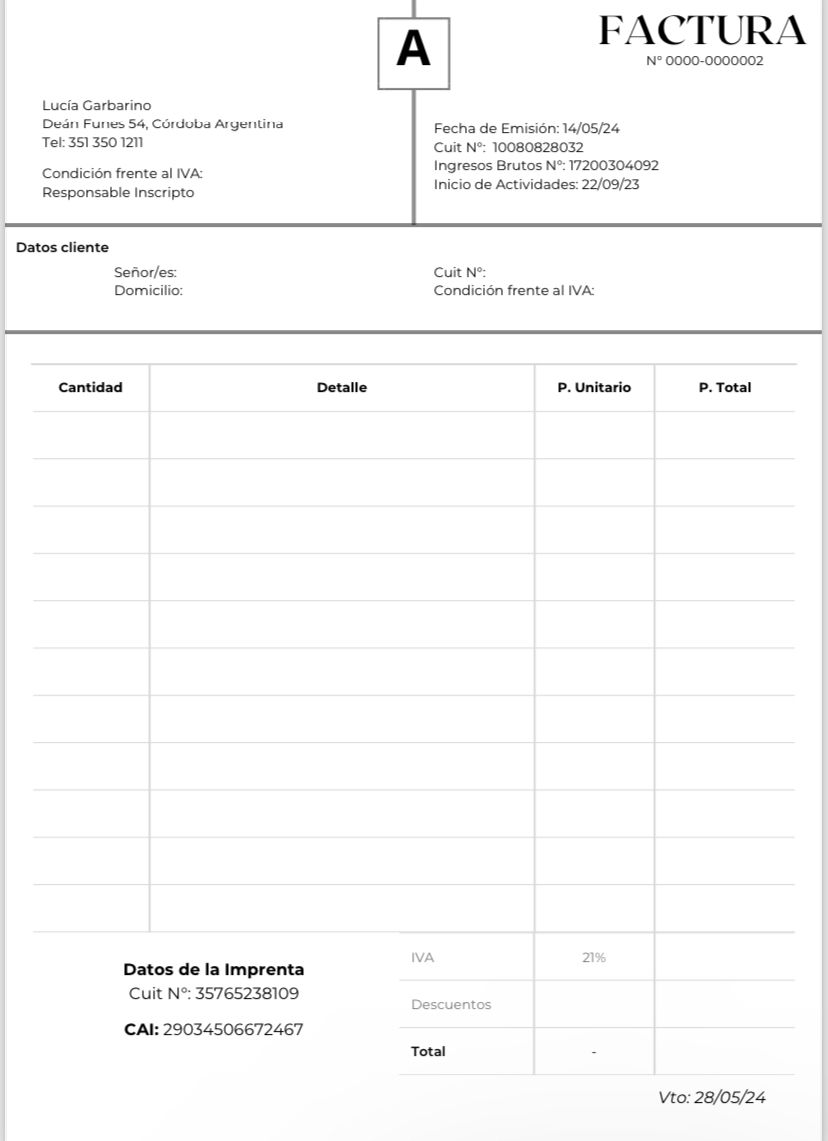 A
FACTURA
N° 0000-0000002
Lucía Garbarino
Deán Funes 54, Córdoba Argentina
Tel: 351 350 1211
Condición frente al IVA:
Responsable Inscripto
Fecha de Emisión: 14/05/24
Cuit N°: 10080828032
Ingresos Brutos N°: 17200304092
Inicio de Actividades: 22/09/23
Datos cliente
Señor/es:
Domicilio:
Cuit N°:
Condición frente al IVA:
Cantidad Detalle P. Unitario P. Total
IVA 21%
Descuentos
Total -
Datos de la Imprenta
Cuit N°: 35765238109
CAI: 29034506672467
Vto: 28/05/24